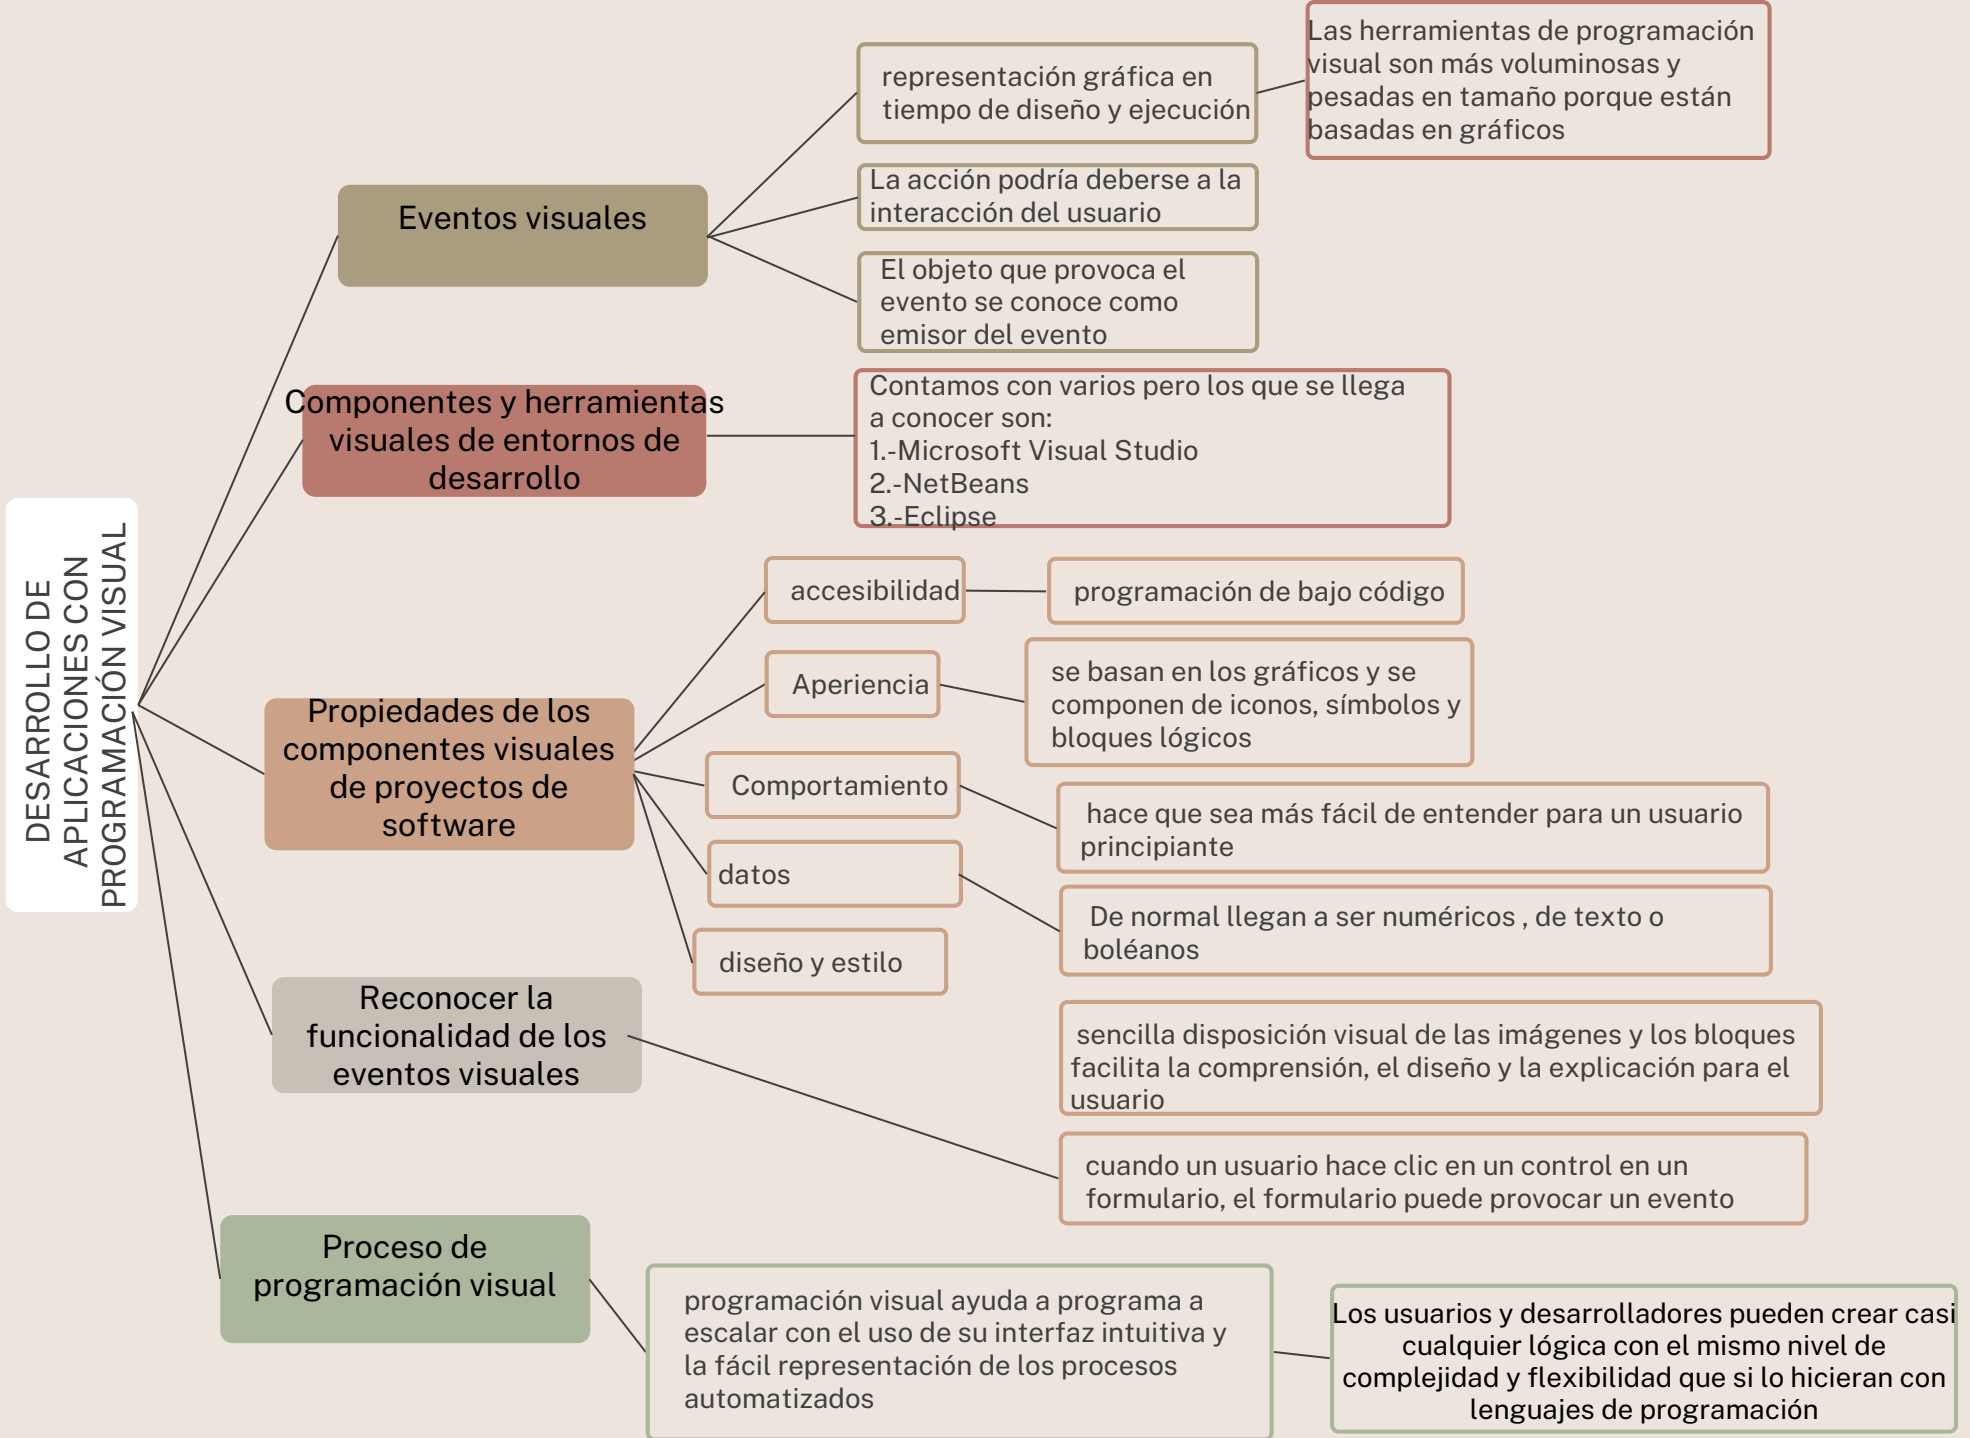 DESARROLLO DE
APLICACIONES CON
PROGRAMACIÓN VISUAL
Eventos visuales
representación gráfica en
tiempo de diseño y ejecución
Las herramientas de programación
visual son más voluminosas y
pesadas en tamaño porque están
basadas en gráficos
La acción podría deberse a la
interacción del usuario
El objeto que provoca el
evento se conoce como
emisor del evento
Componentes y herramientas
visuales de entornos de
desarrollo
Contamos con varios pero los que se llega
a conocer son:
1.-Microsoft Visual Studio
2.-NetBeans
3.-Eclipse
Propiedades de los
componentes visuales
de proyectos de
software
accesibilidad
programación de bajo código
Aperiencia
se basan en los gráficos y se
componen de iconos, símbolos y
bloques lógicos
Comportamiento
hace que sea más fácil de entender para un usuario
principiante
datos
De normal llegan a ser numéricos , de texto o
boléanos
diseño y estilo
Reconocer la
funcionalidad de los
eventos visuales
sencilla disposición visual de las imágenes y los bloques
facilita la comprensión, el diseño y la explicación para el
usuario
cuando un usuario hace clic en un control en un
formulario, el formulario puede provocar un evento
Proceso de
programación visual
programación visual ayuda a programa a
escalar con el uso de su interfaz intuitiva y
la fácil representación de los procesos
automatizados
Los usuarios y desarrolladores pueden crear casi
cualquier lógica con el mismo nivel de
complejidad y flexibilidad que si lo hicieran con
lenguajes de programación